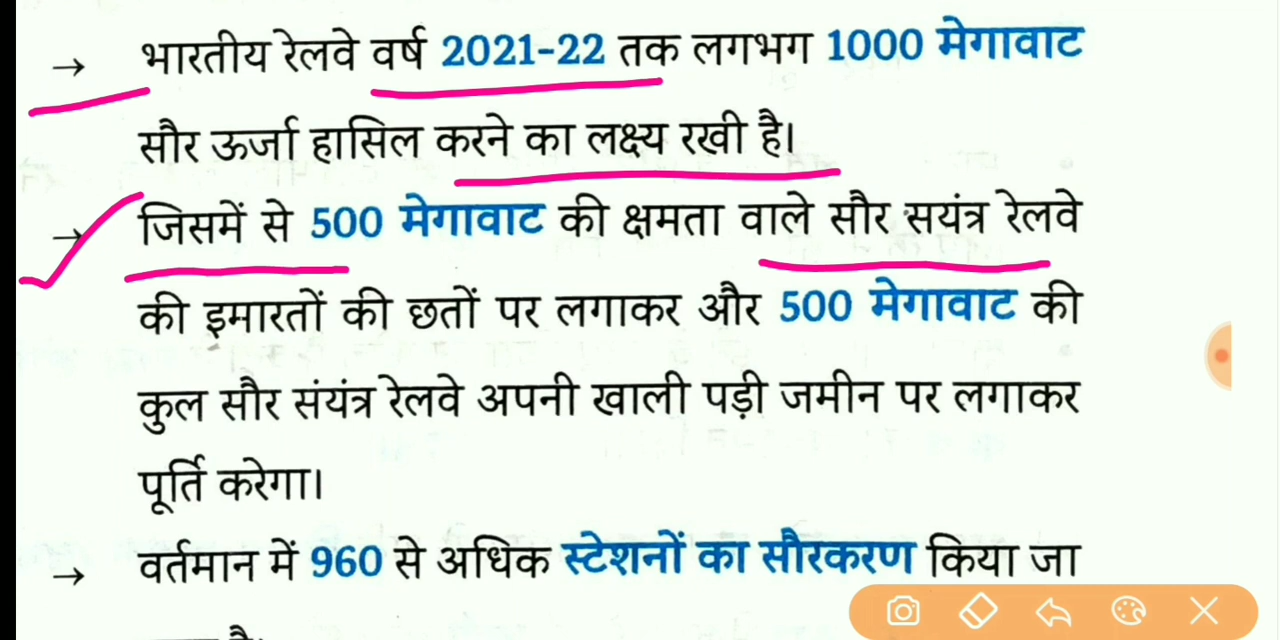 → भारतीय रेलवे वर्ष 2021-22 तक लगभग 1000 मेगावाट
सौर ऊर्जा हासिल करने का लक्ष्य रखी है।
→ जिसमें से 500 मेगावाट की क्षमता वाले सौर सयंत्र रेलवे
की इमारतों की छतों पर लगाकर और 500 मेगावाट की
कुल सौर संयंत्र रेलवे अपनी खाली पड़ी जमीन पर लगाकर
पूर्ति करेगा।
→ वर्तमान में 960 से अधिक स्टेशनों का सौरकरण किया जा
है।